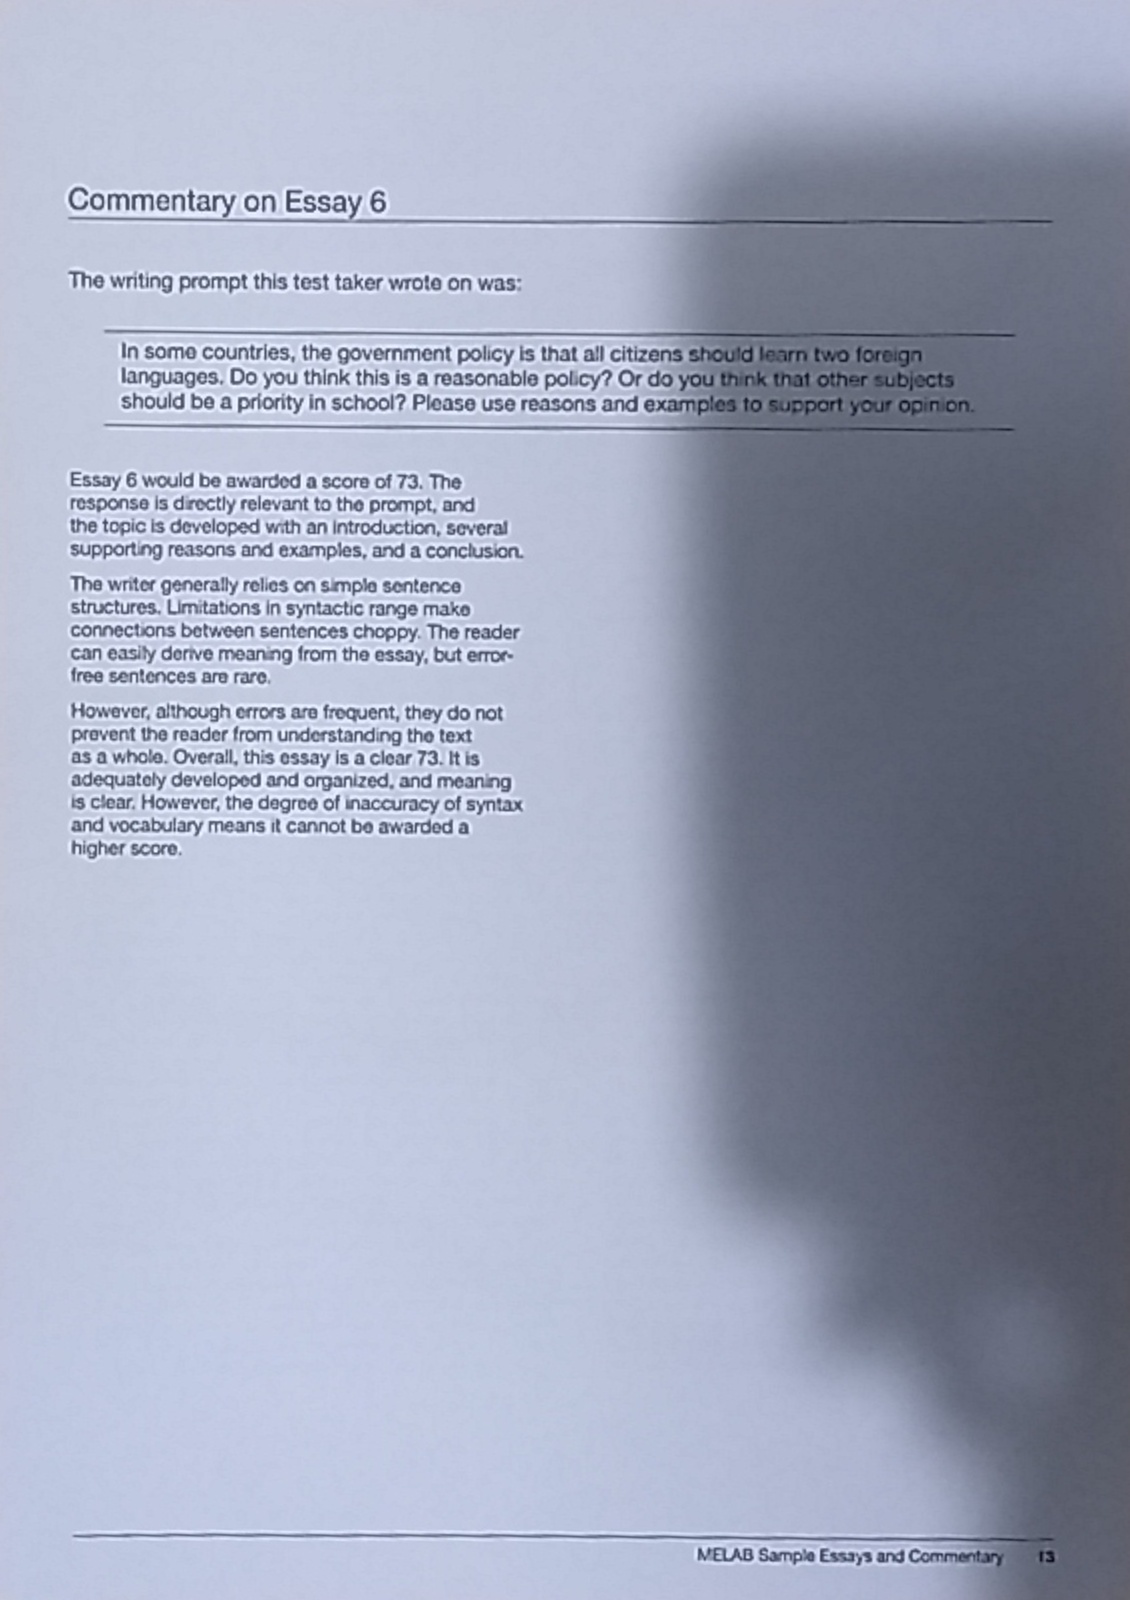 Commentary on Essay 6
The writing prompt this test taker wrote on was:
In some countries, the government policy is that all citizens should learn two foreign
languages. Do you think this is a reasonable policy? Or do you think that other subjects
should be a priority in school? Please use reasons and examples to support your opinion.
Essay 6 would be awarded a score of 73. The
response is directly relevant to the prompt, and
the topic is developed with an introduction, several
supporting reasons and examples, and a conclusion.
The writer generally relies on simple sentence
structures. Limitations in syntactic range make
connections between sentences choppy. The reader
can easily derive meaning from the essay, but error-
free sentences are rare.
However, although errors are frequent, they do not
prevent the reader from understanding the text
as a whole. Overall, this essay is a clear 73. It is
adequately developed and organized, and meaning
is clear. However, the degree of inaccuracy of syntax
and vocabulary means it cannot be awarded a
higher score.
MELAB Sample Essays and Commentary 13